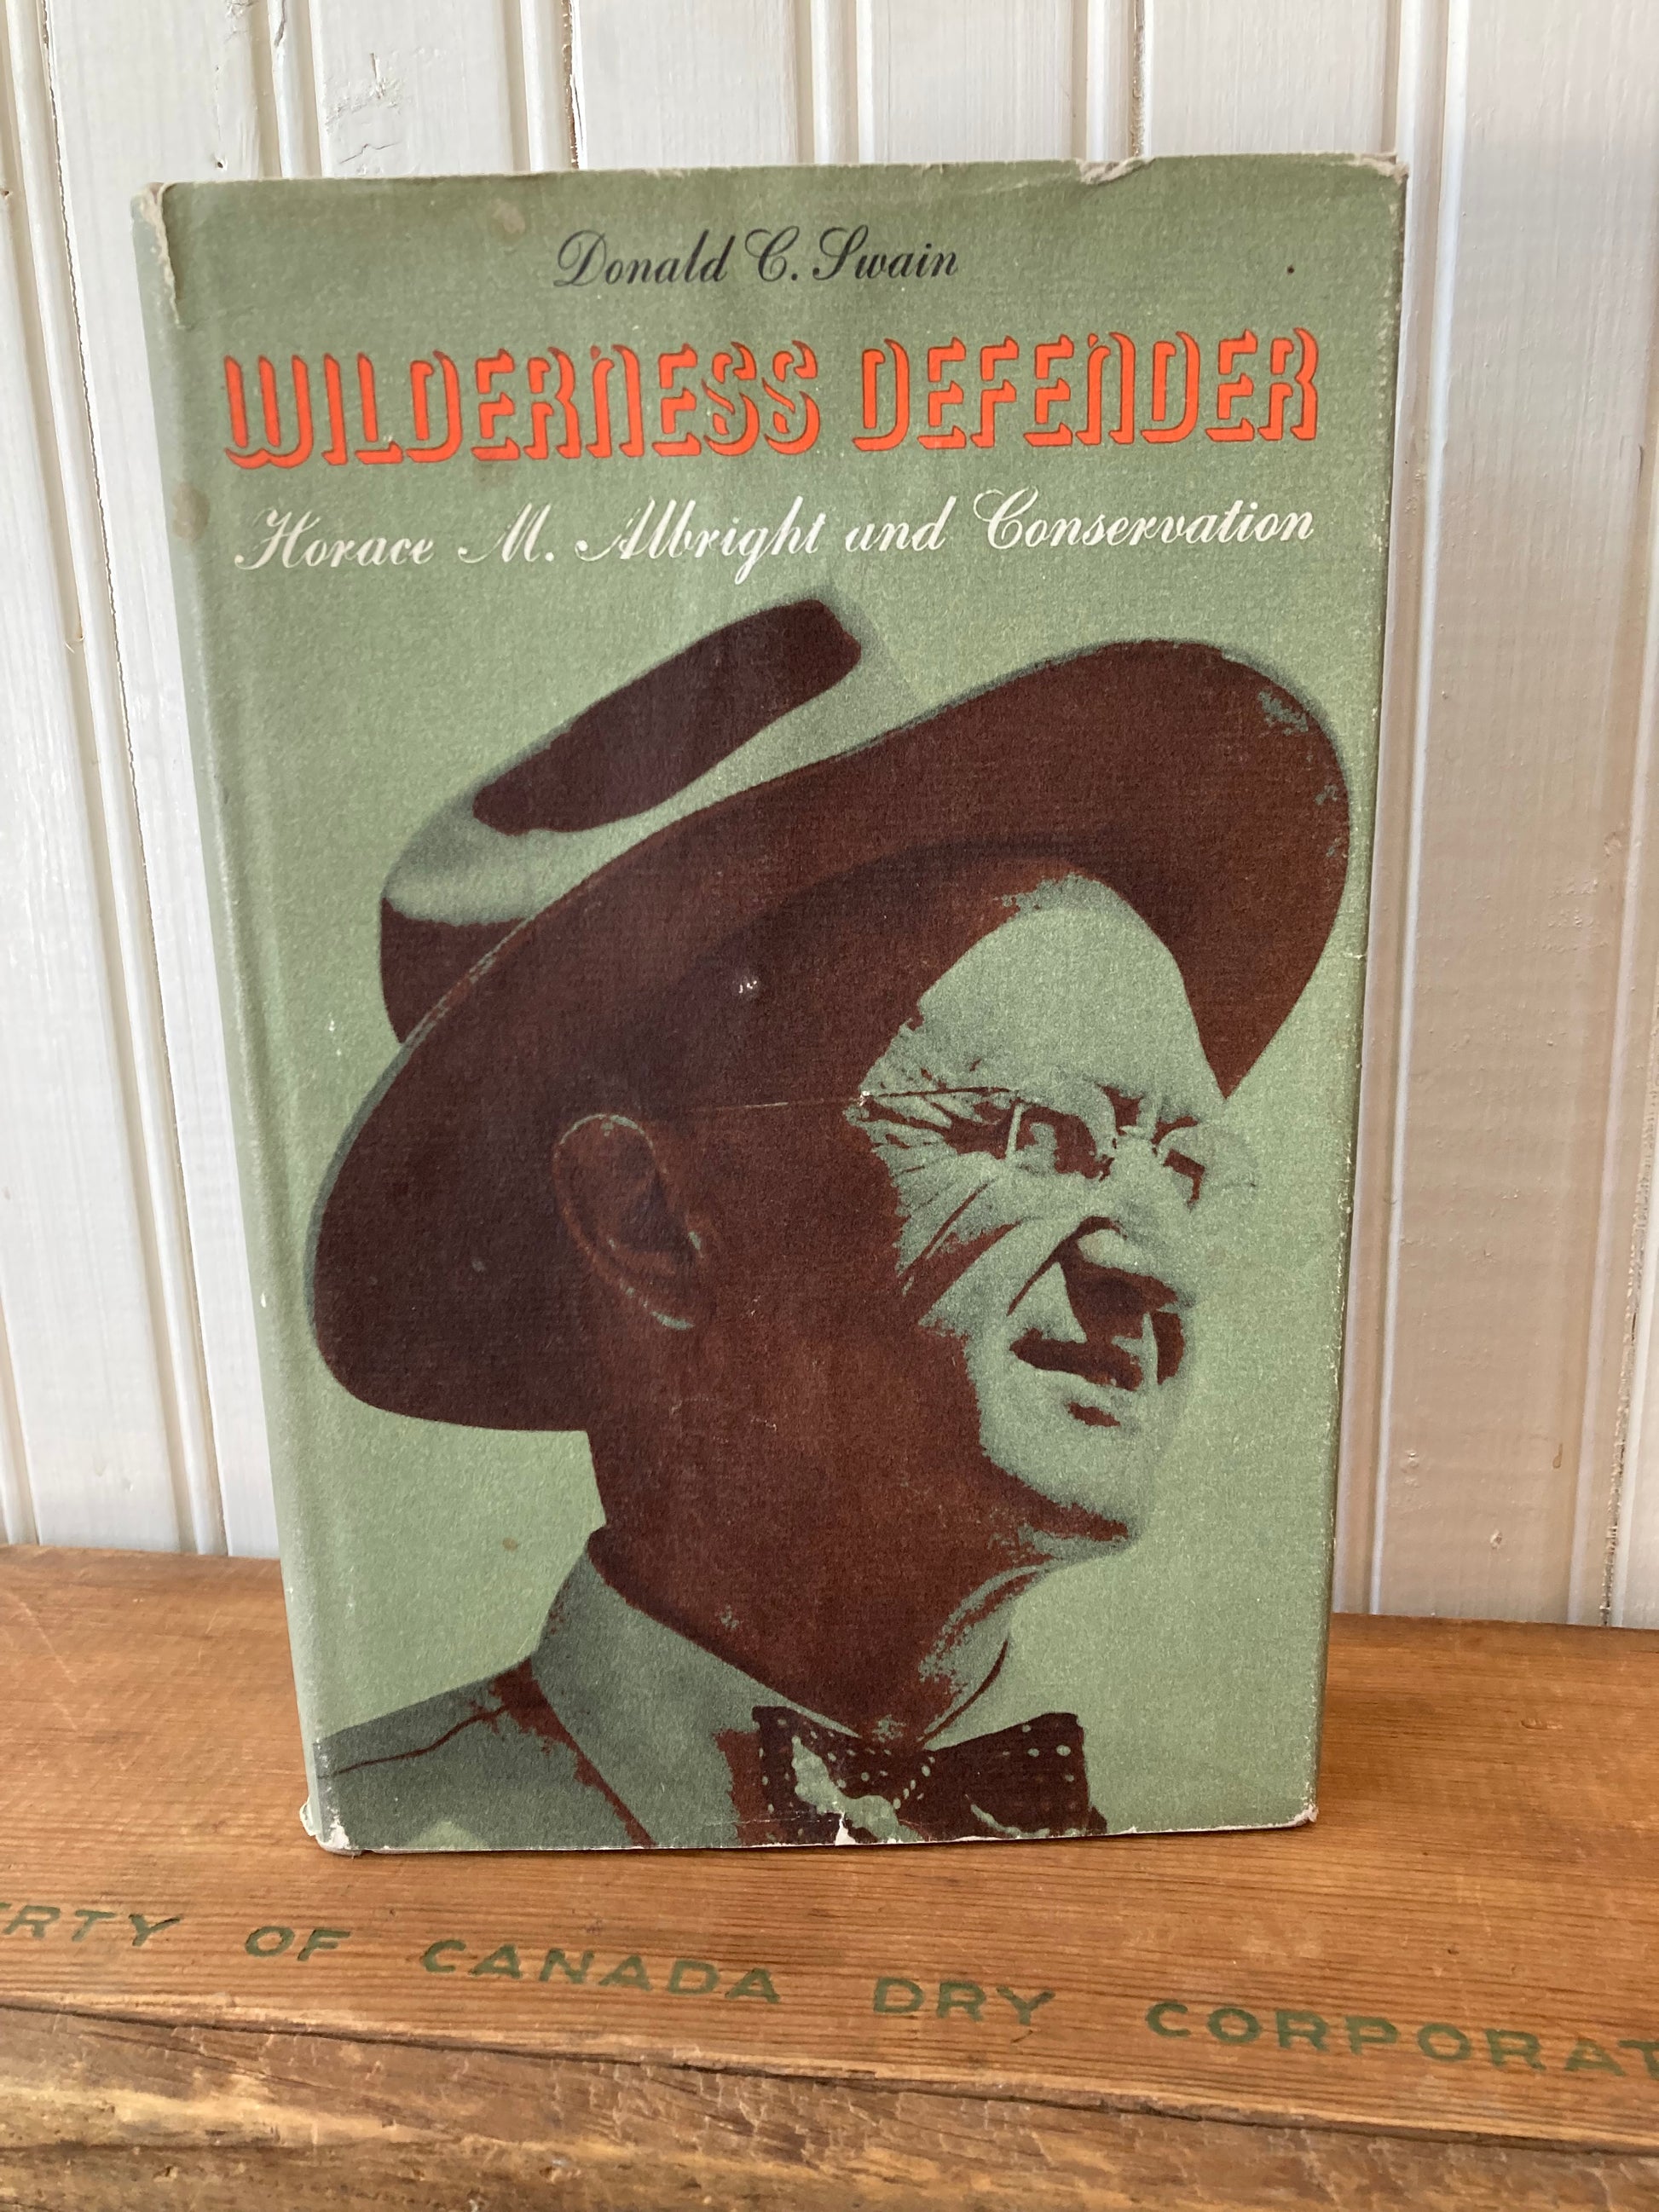 Donald C. Swain
WILDERNESS DEFENDER
Horace M. Albright and Conservation
RTY OF CANADA DRY CORPORAT